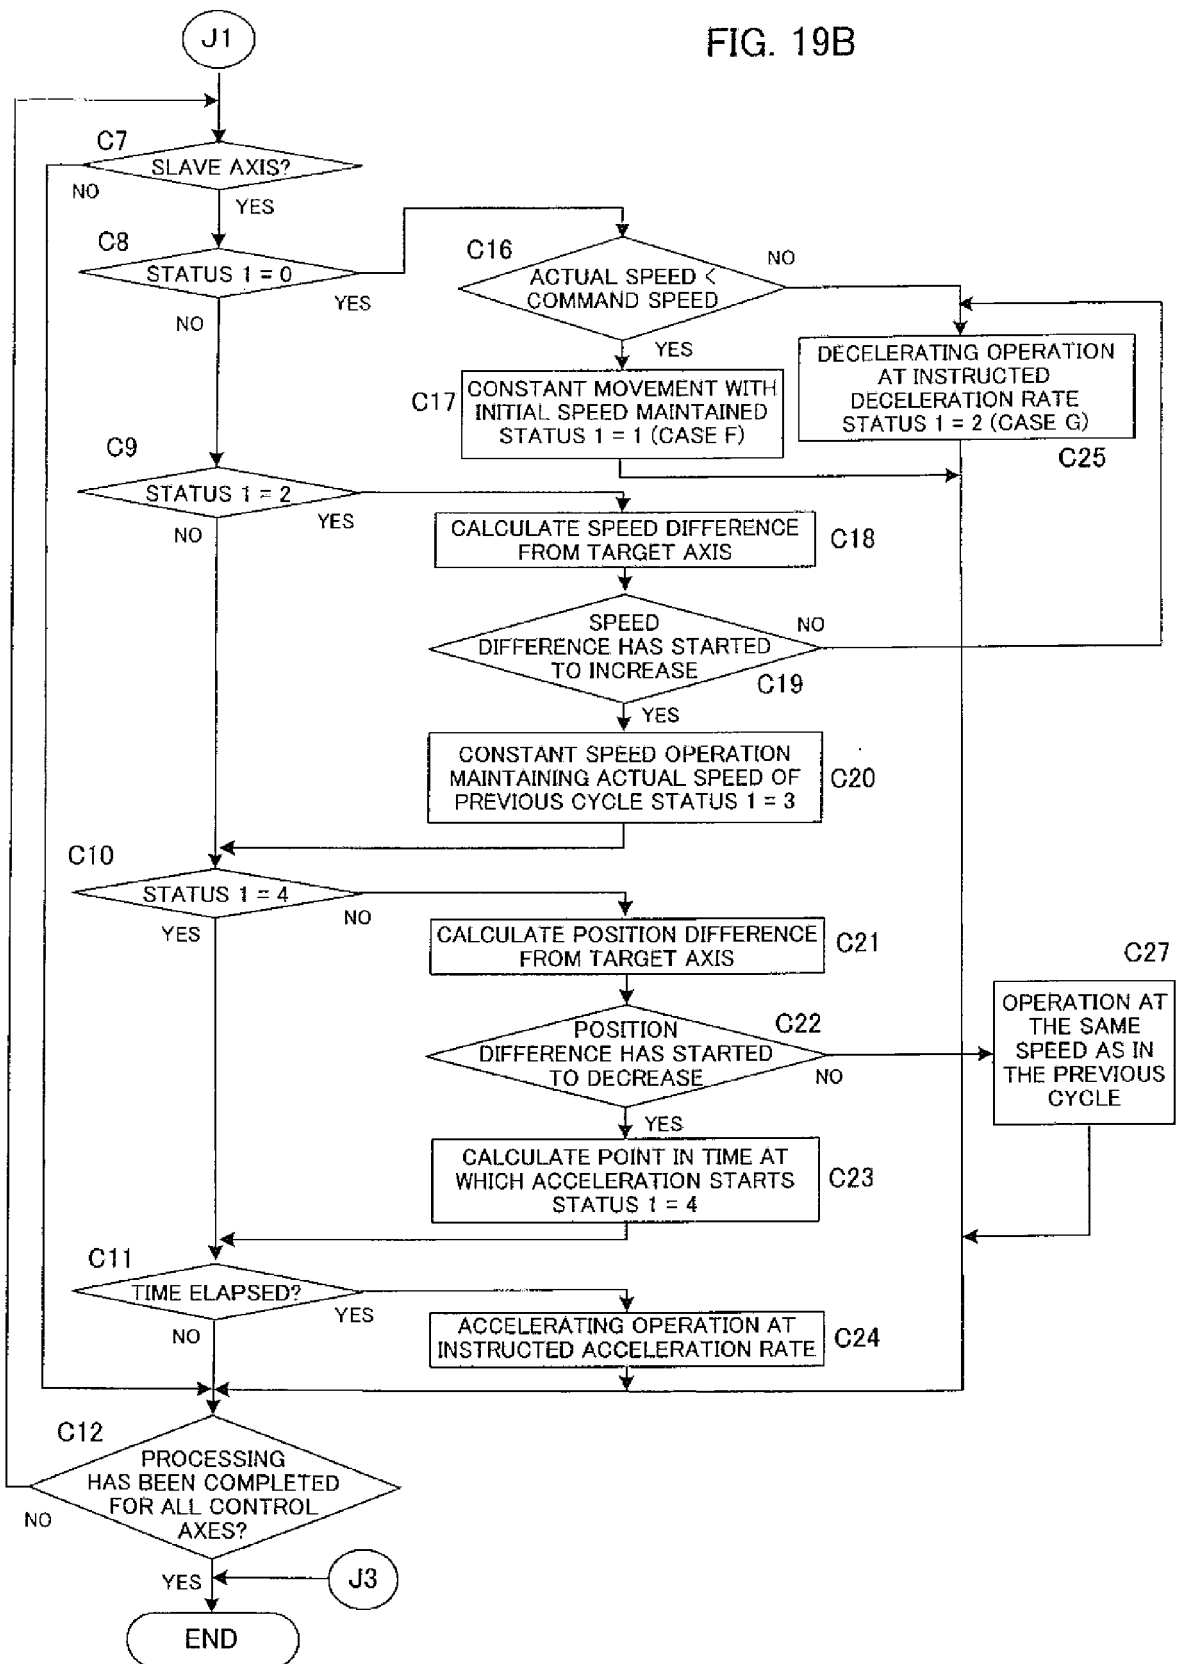 FIG. 19B
J1
C7
SLAVE AXIS?
NO
YES
C8
STATUS 1 = 0
YES
NO
C16
ACTUAL SPEED <
COMMAND SPEED
NO
YES
C17
CONSTANT MOVEMENT WITH
INITIAL SPEED MAINTAINED
STATUS 1 = 1 (CASE F)
DECELERATING OPERATION
AT INSTRUCTED
DECELERATION RATE
STATUS 1 = 2 (CASE G)
C25
C9
STATUS 1 = 2
YES
NO
CALCULATE SPEED DIFFERENCE
FROM TARGET AXIS
C18
SPEED
DIFFERENCE HAS STARTED
TO INCREASE
NO
C19
YES
CONSTANT SPEED OPERATION
MAINTAINING ACTUAL SPEED OF
PREVIOUS CYCLE STATUS 1 = 3
C20
C10
STATUS 1 = 4
NO
YES
CALCULATE POSITION DIFFERENCE
FROM TARGET AXIS
C21
POSITION
DIFFERENCE HAS STARTED
TO DECREASE
C22
NO
YES
C27
OPERATION AT
THE SAME
SPEED AS IN
THE PREVIOUS
CYCLE
CALCULATE POINT IN TIME AT
WHICH ACCELERATION STARTS
STATUS 1 = 4
C23
C11
TIME ELAPSED?
YES
NO
ACCELERATING OPERATION AT
INSTRUCTED ACCELERATION RATE
C24
C12
PROCESSING
HAS BEEN COMPLETED
FOR ALL CONTROL
AXES?
NO
YES
J3
END